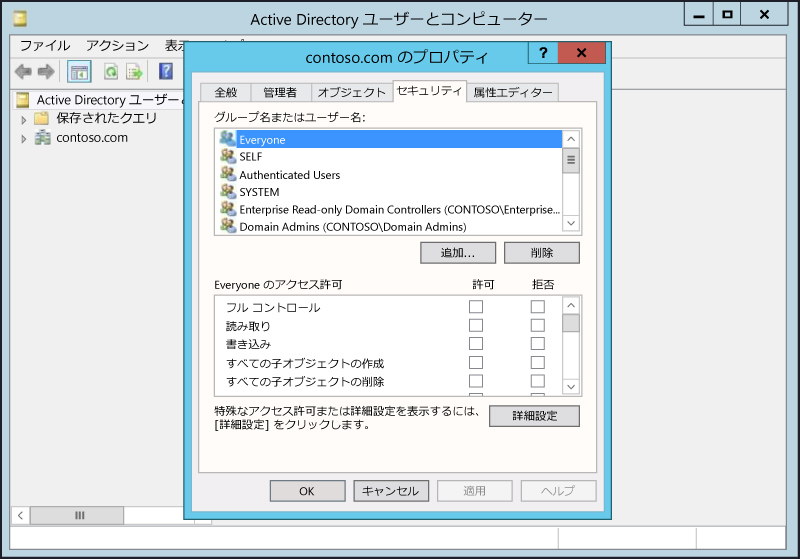 Active Directory ユーザーとコンピューター
ファイル アクション
contoso.com のプロパティ
?
Active Directory ユーザー
保存されたクエリ
contoso.com
全般 管理者 オブジェクト セキュリティ 属性エディター
グループ名またはユーザー名:
Everyone
SELF
Authenticated Users
SYSTEM
Enterprise Read-only Domain Controllers (CONTOSO\Enterprise...
Domain Admins (CONTOSO\Domain Admins)
追加... 削除
Everyone のアクセス許可 許可 拒否
フル コントロール
読み取り
書き込み
すべての子オブジェクトの作成
すべての子オブジェクトの削除
特殊なアクセス許可または詳細設定を表示するには、
[詳細設定] をクリックします。
詳細設定
OK キャンセル 適用 ヘルプ